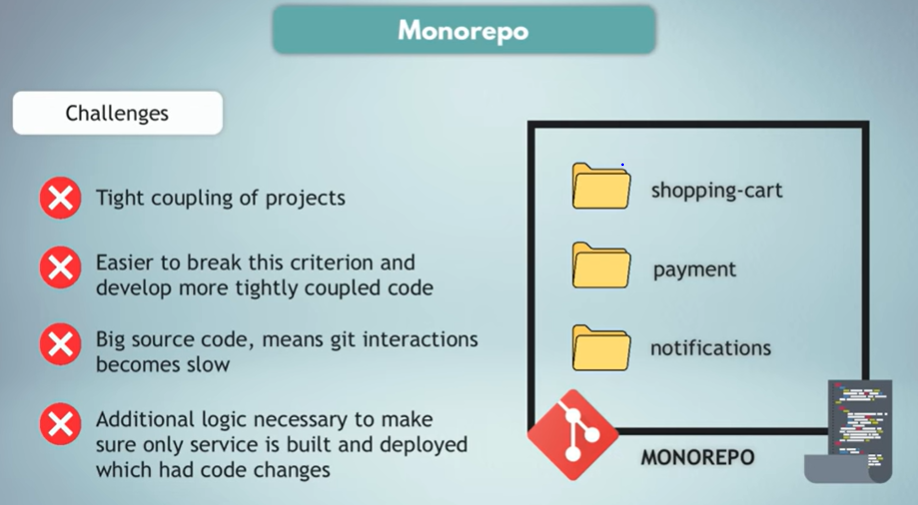 Monorepo
Challenges
Tight coupling of projects
Easier to break this criterion and
develop more tightly coupled code
Big source code, means git interactions
becomes slow
Additional logic necessary to make
sure only service is built and deployed
which had code changes
shopping-cart
payment
notifications
MONOREPO